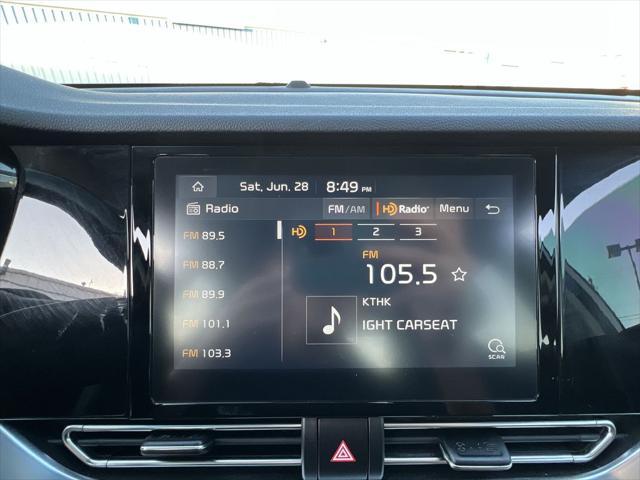 Sat, Jun. 28 8:49 PM
Radio FM/AM HD Radio Menu
HD 1 2 3
FM 89.5
FM 88.7
FM 89.9
FM 101.1
FM 103.3
FM
105.5
KTHK
IGHT CARSEAT
SCAN